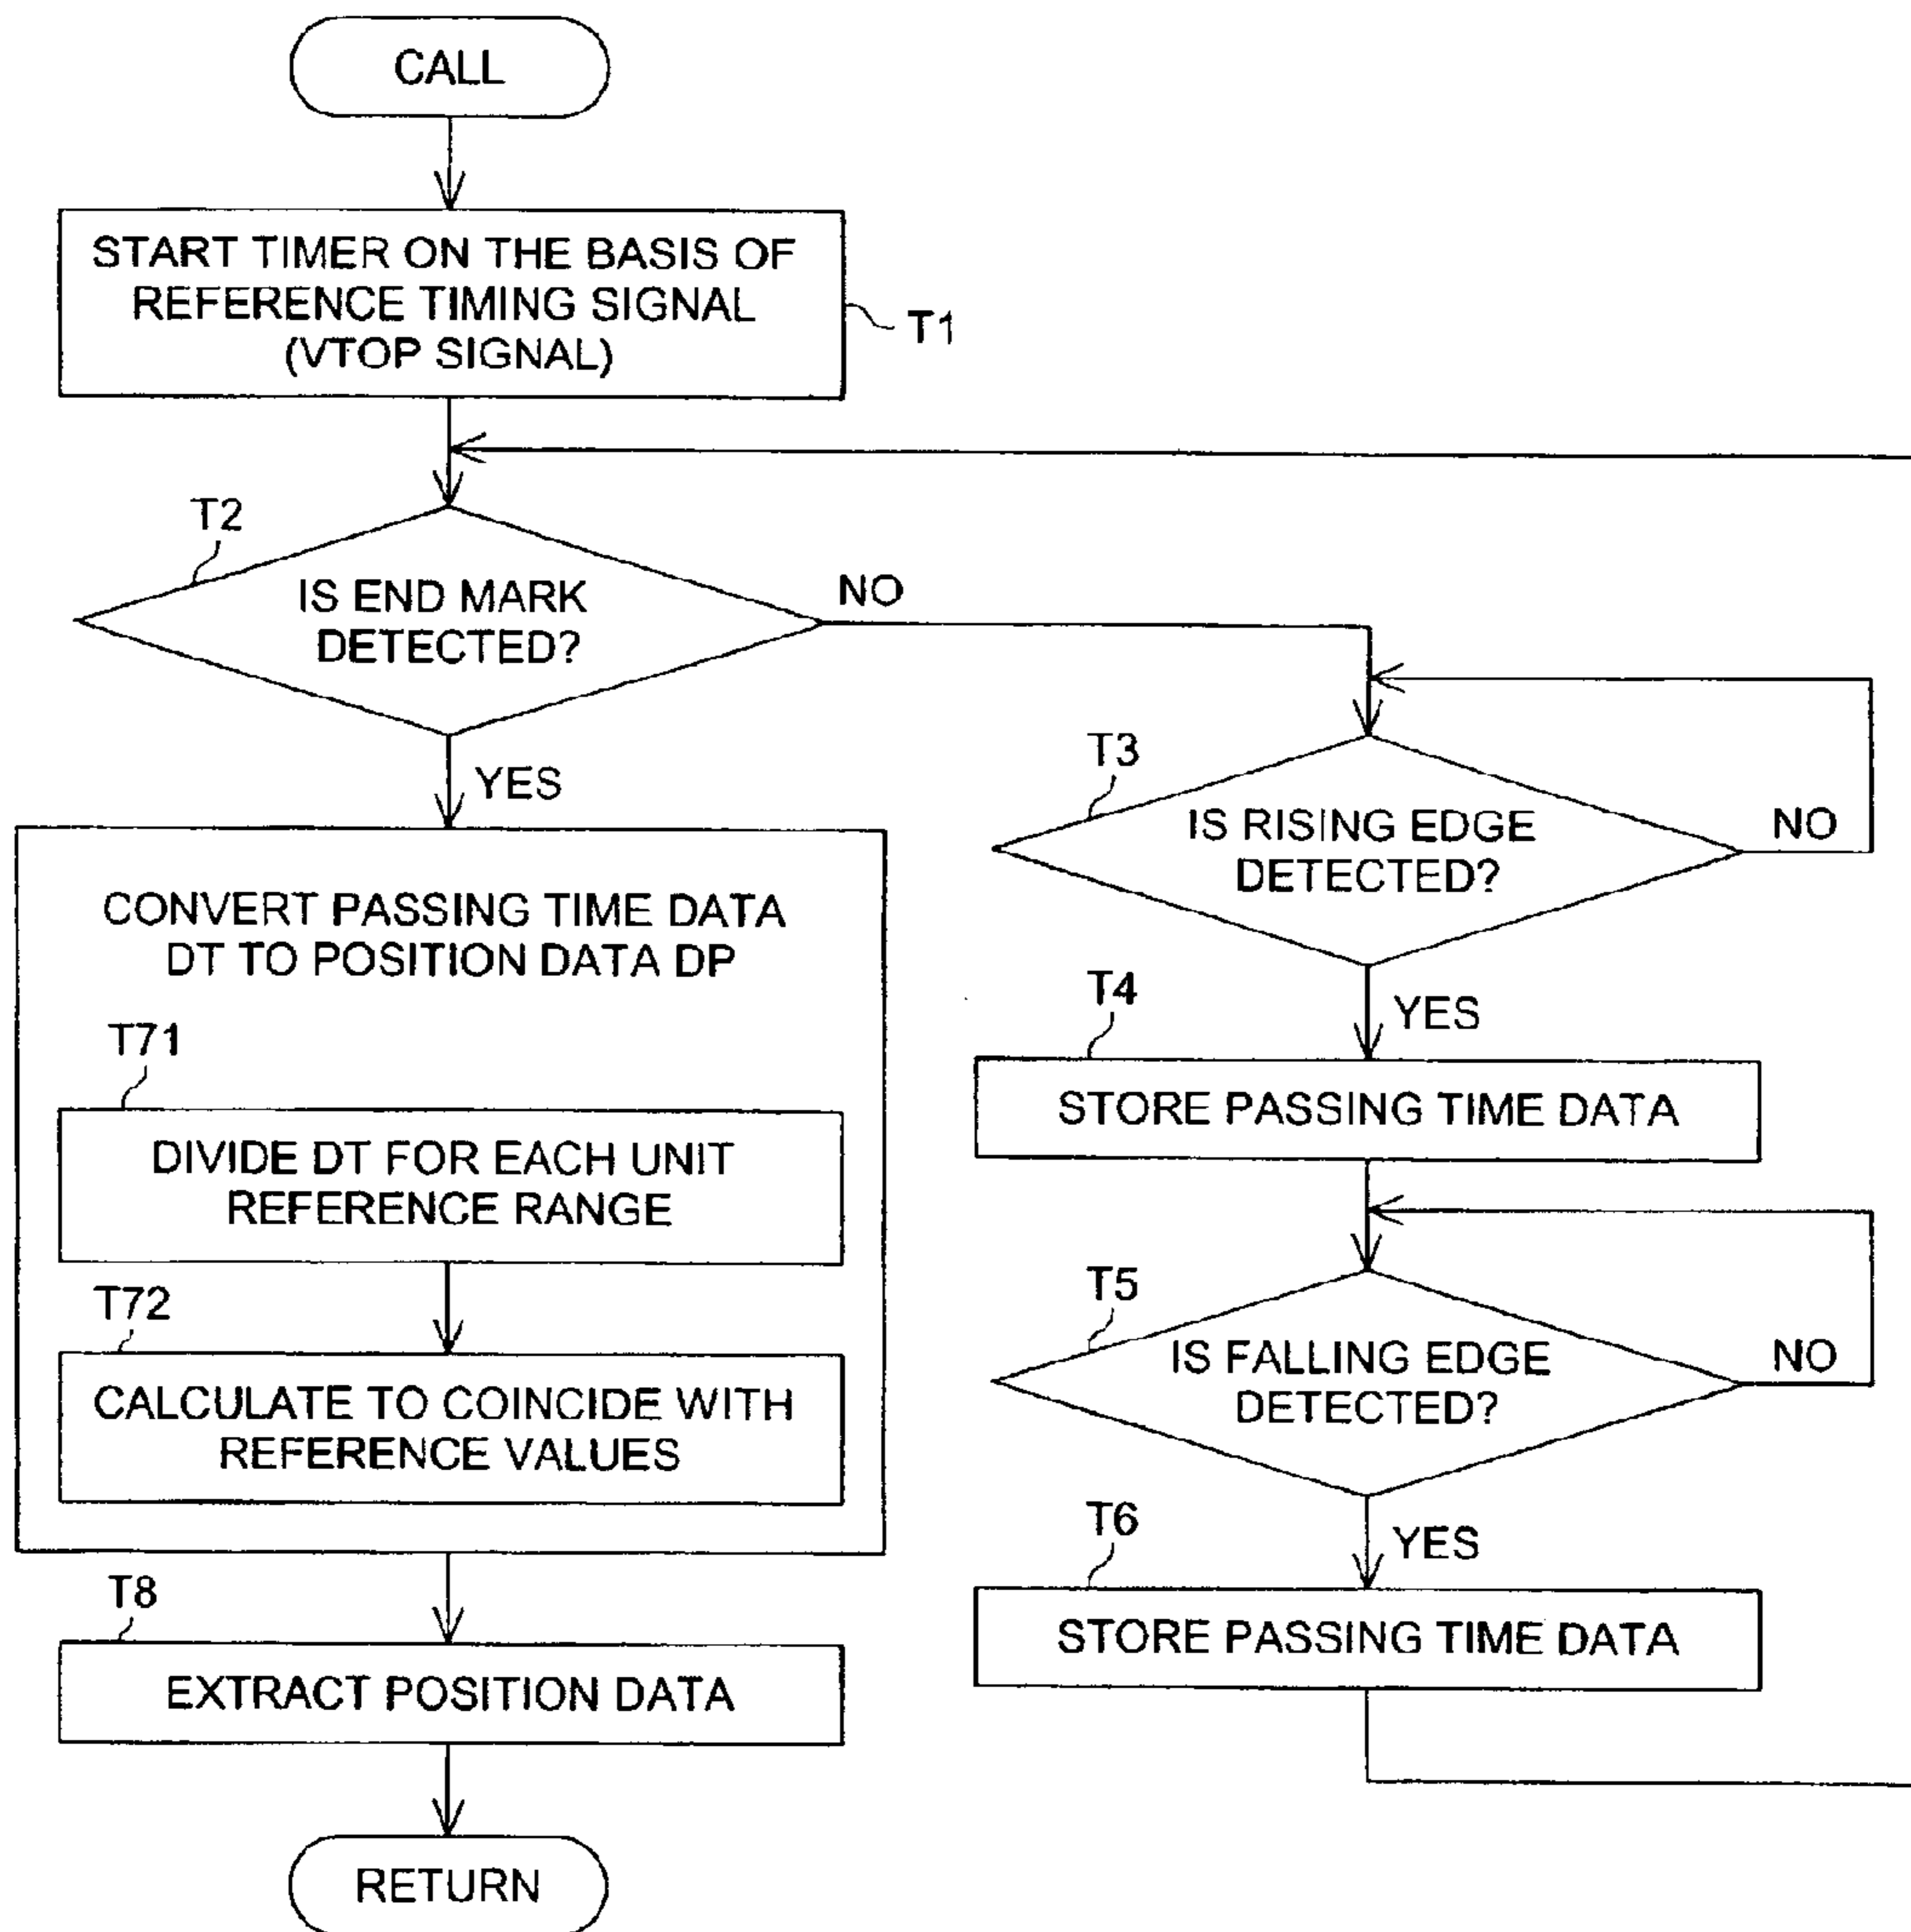 CALL
START TIMER ON THE BASIS OF
REFERENCE TIMING SIGNAL
(VTOP SIGNAL)
T1
T2
IS END MARK
DETECTED?
NO
YES
T3
IS RISING EDGE
DETECTED?
NO
YES
T4
STORE PASSING TIME DATA
T5
IS FALLING EDGE
DETECTED?
NO
YES
T6
STORE PASSING TIME DATA
CONVERT PASSING TIME DATA
DT TO POSITION DATA DP
T71
DIVIDE DT FOR EACH UNIT
REFERENCE RANGE
T72
CALCULATE TO COINCIDE WITH
REFERENCE VALUES
T8
EXTRACT POSITION DATA
RETURN